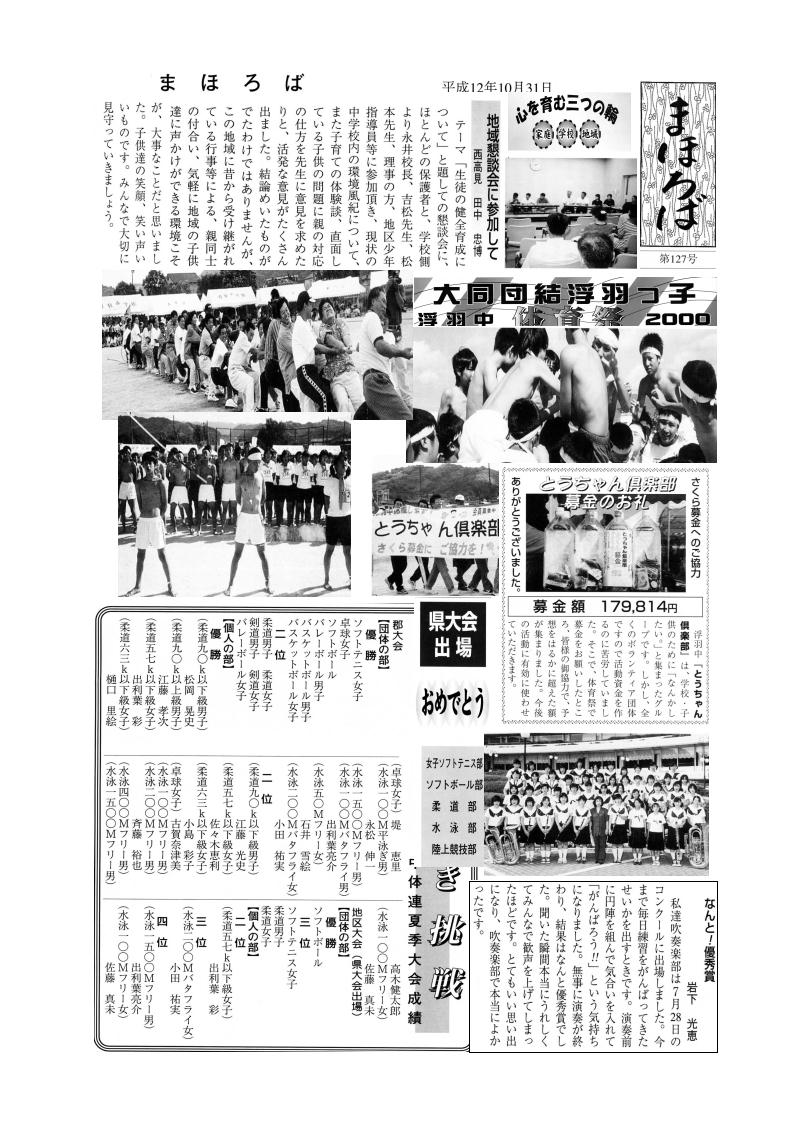 まほろば
平成12年10月31日
まほろば
第127号
心を育む三つの輪
家庭 学校 地域
地域懇談会に参加して
西高見 田中 忠博
テーマ「生徒の健全育成に
ついて」と題しての懇談会に、
ほとんどの保護者と、学校側
より永井校長、吉松先生、松
本先生、理事の方、地区少年
指導員等に参加頂き、現状の
中学校内の環境風紀について、
また子育ての体験談、直面し
ている子供の問題に親の対応
の仕方を先生に意見を求めた
りと、活発な意見がたくさん
出ました。結論めいたものが
でたわけではありませんが、
この地域に昔から受け継がれ
ている行事等による、親同士
の付合い、気軽に地域の子供
達に声かけができる環境こそ
が、大事なことだと思いまし
た。子供達の笑顔、笑い声い
いものです。みんなで大切に
見守っていきましょう。
大同団結浮羽っ子
浮羽中 体育祭 2000
とうちゃん倶楽部
さくら募金に ご協力を!
さくら募金へのご協力
とうちゃん倶楽部
募金のお礼
ありがとうございました。
募金額 179,814円
浮羽中「とうちゃん
倶楽部」は、学校・子
供のために「なんかし
たい」と集まったグル
ープです。しかし、全
くのボランティア団体
ですので活動資金を作
るのに苦労していまし
た。そこで、体育祭で
募金をお願いしたとこ
ろ、皆様の御協力で、予
想をはるかに超えた額
が集まりました。今後
の活動に有効に使わせ
ていただきます。
県大会
出場
おめでとう
女子ソフトテニス部
ソフトボール部
柔道部
水泳部
陸上競技部
き挑戦
中体連夏季大会成績
郡大会
【団体の部】
優勝
ソフトテニス女子
卓球女子
ソフトボール
バレーボール男子
バスケットボール男子
バスケットボール女子
二位
柔道男子 柔道女子
剣道男子 剣道女子
バレーボール女子
【個人の部】
優勝
(柔道九〇k以下級男子)
松岡 晃史
(柔道九〇k以上級男子)
江藤 孝次
(柔道五七k以下級女子)
出利葉 彩
(柔道六三k以下級女子)
樋口 里絵
(卓球女子)堤 恵里
(水泳一〇〇M平泳ぎ男)
永松 伸一
(水泳一五〇〇Mフリー男)
(水泳一〇〇Mバタフライ男)
出利葉亮介
(水泳五〇Mフリー女)
石井 雪絵
(水泳二〇〇Mバタフライ女)
小田 祐実
二位
(柔道九〇k以下級男子)
江藤 光史
(柔道五七k以下級女子)
佐々木恵利
(柔道六三k以下級女子)
小島 彩子
(卓球女子)古賀奈津美
(水泳一〇〇Mフリー男)
(水泳二〇〇Mフリー男)
斉藤 裕也
(水泳四〇〇Mフリー男)
(水泳一五〇〇Mフリー男)
高木健太郎
(水泳一〇〇Mフリー女)
佐藤 真未
地区大会(県大会出場)
【団体の部】
優勝
ソフトボール
三位
ソフトテニス女子
柔道男子
柔道女子
【個人の部】
二位
(柔道五七k以下級女子)
出利葉 彩
三位
(水泳二〇〇Mバタフライ女)
小田 祐実
四位
(水泳一五〇〇Mフリー男)
出利葉亮介
(水泳一〇〇Mフリー女)
佐藤 真未
なんと!優秀賞
岩下 光恵
私達吹奏楽部は7月28日の
コンクールに出場しました。今
まで毎日練習をがんばってきた
せいかを出すときです。演奏前
に円陣を組んで気合いを入れて
「がんばろう!!」という気持ち
になりました。無事に演奏が終
わり、結果はなんと優秀賞でし
た。聞いた瞬間本当にうれしく
てみんなで歓声を上げてしまっ
たほどです。とてもいい思い出
になり、吹奏楽部で本当によか
ったです。